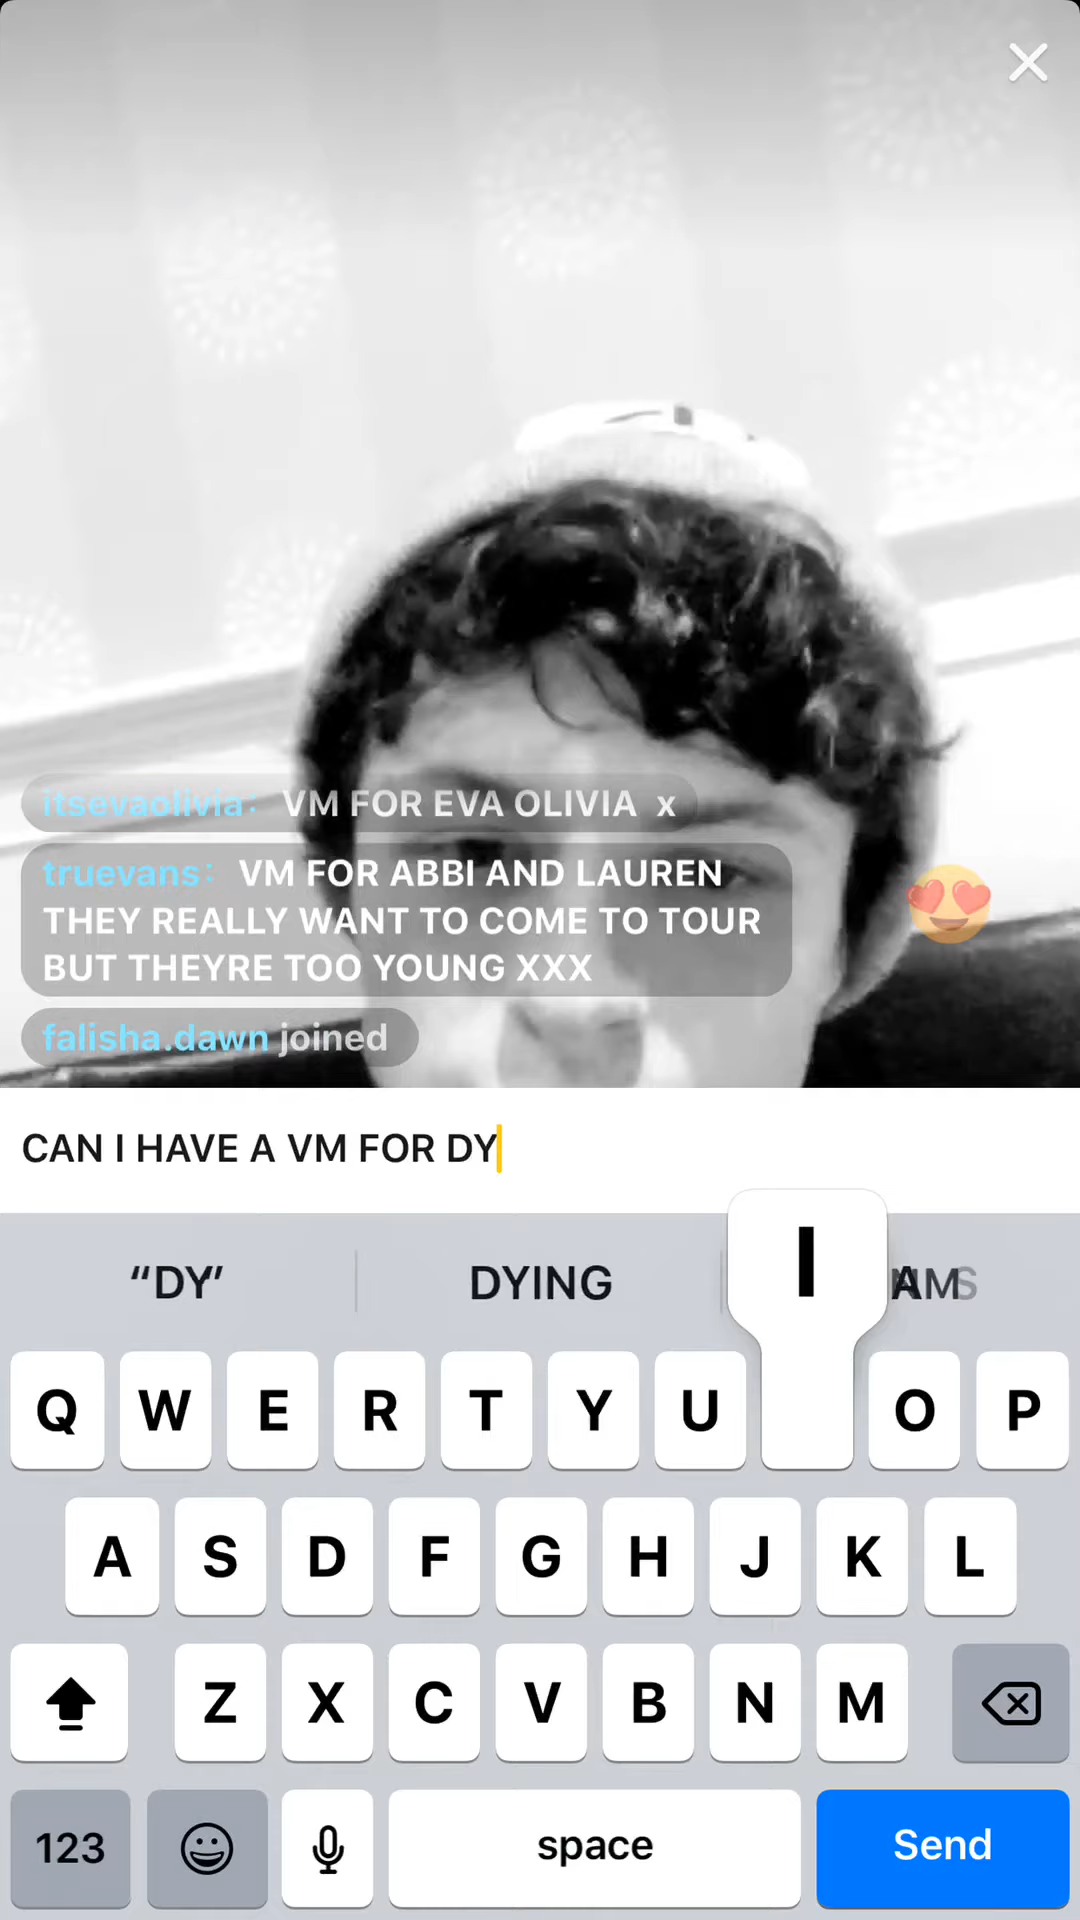 itsevaolivia: VM FOR EVA OLIVIA x
truevans: VM FOR ABBI AND LAUREN
THEY REALLY WANT TO COME TO TOUR
BUT THEYRE TOO YOUNG XXX
falisha.dawn joined
CAN I HAVE A VM FOR DY
“DY” DYING
I
Q W E R T Y U O P
A S D F G H J K L
Z X C V B N M
123 space Send